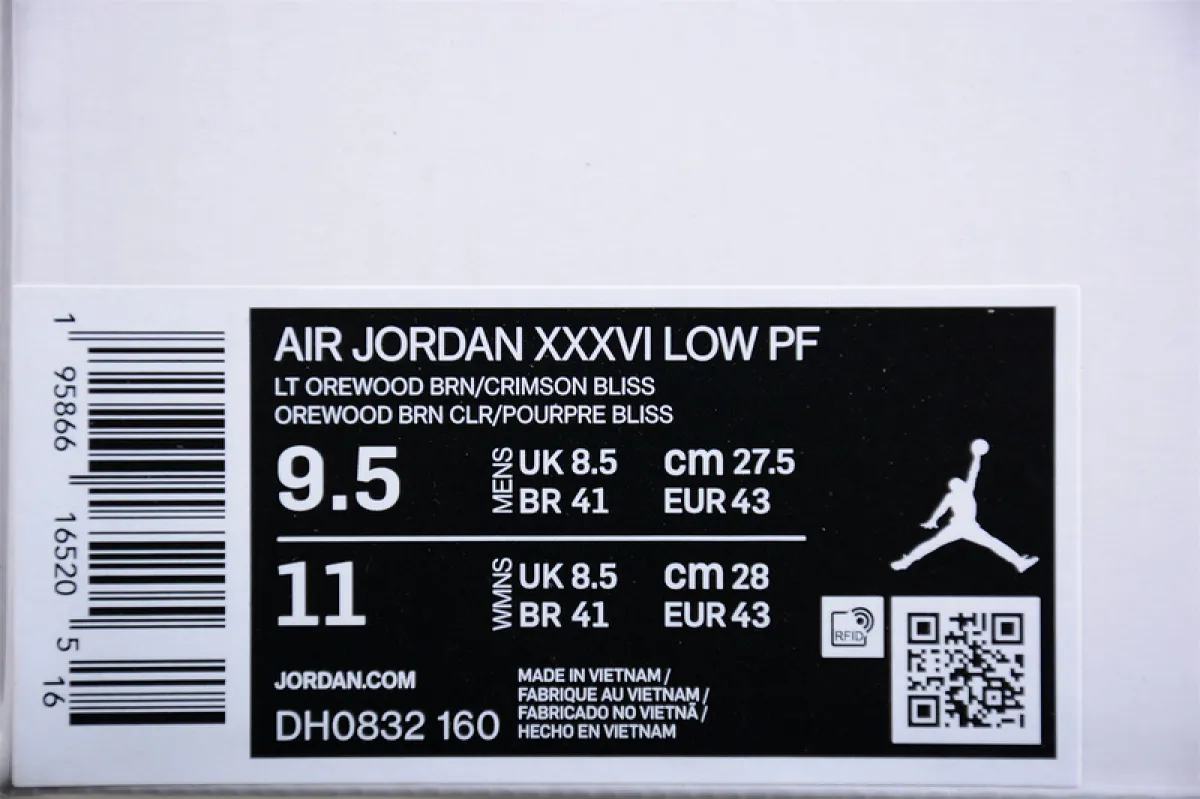 1 95866 16520 5 16
AIR JORDAN XXXVI LOW PF
LT OREWOOD BRN/CRIMSON BLISS
OREWOOD BRN CLR/POURPRE BLISS
9.5 MENS UK 8.5 cm 27.5
BR 41 EUR 43
11 WMNS UK 8.5 cm 28
BR 41 EUR 43
RFID
JORDAN.COM
DH0832 160
MADE IN VIETNAM /
FABRIQUE AU VIETNAM /
FABRICADO NO VIETNÃ /
HECHO EN VIETNAM